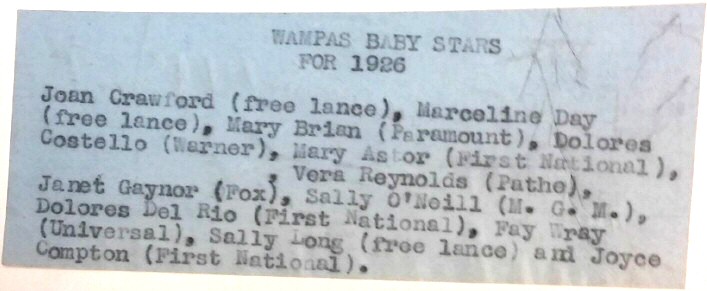 WAMPAS BABY STARS
FOR 1926
Joan Crawford (free lance), Marceline Day
(free lance), Mary Brian (Paramount), Dolores
Costello (Warner), Mary Astor (First National),
, Vera Reynolds (Pathe),
Janet Gaynor (Fox), Sally O'Neill (M. G. M.),
Dolores Del Rio (First National), Fay Wray
(Universal), Sally Long (free lance) and Joyce
Compton (First National).